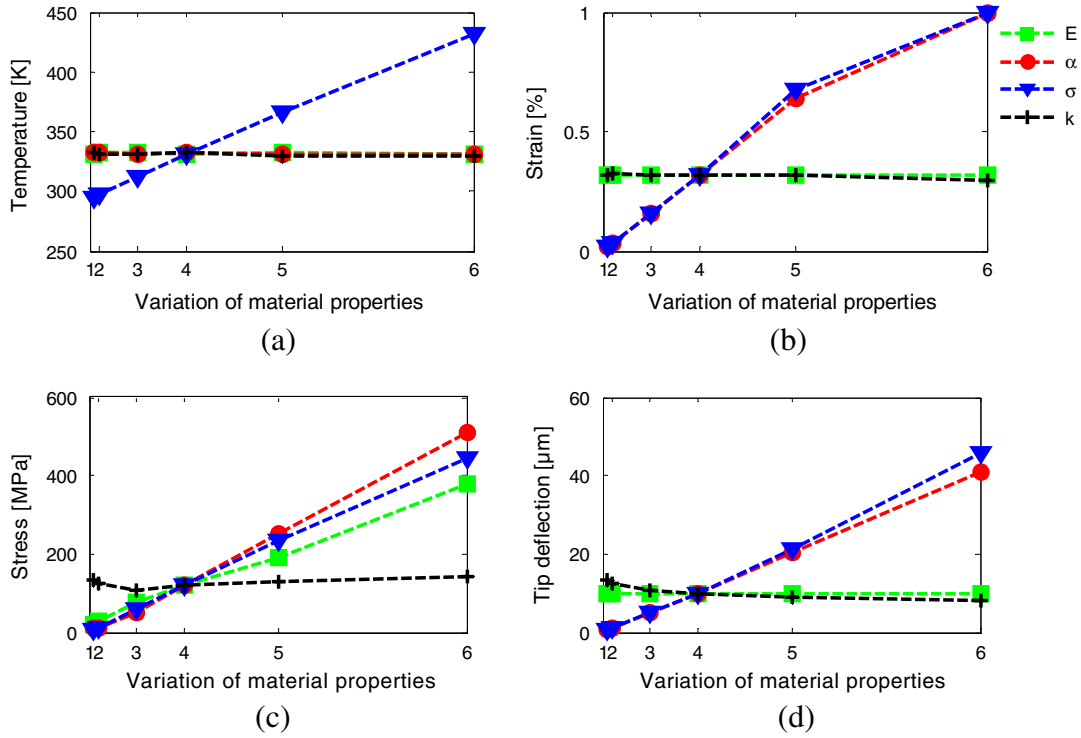 450
400
350
300
250
Temperature [K]
12 3 4 5 6
Variation of material properties
(a)
1
0.5
0
Strain [%]
12 3 4 5 6
Variation of material properties
(b)
E
α
σ
k
600
400
200
0
Stress [MPa]
12 3 4 5 6
Variation of material properties
(c)
60
40
20
0
Tip deflection [µm]
12 3 4 5 6
Variation of material properties
(d)